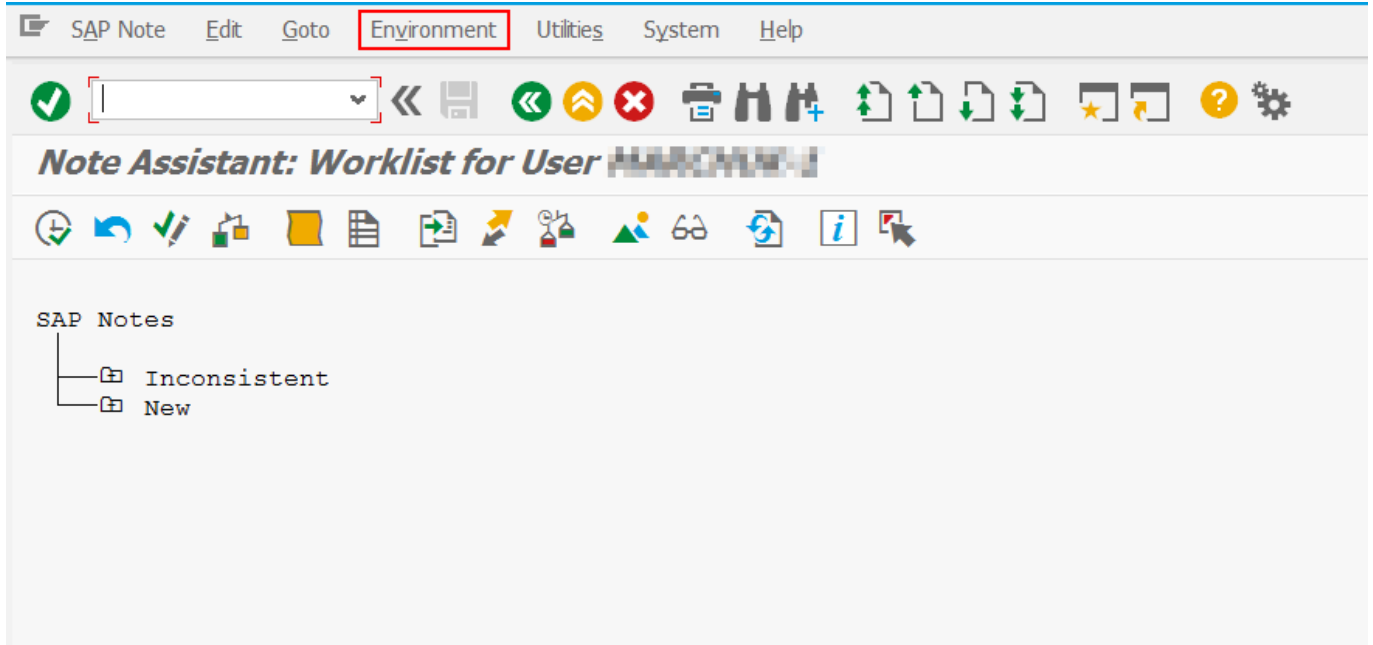 SAP Note Edit Goto Environment Utilities System Help
Note Assistant: Worklist for User
SAP Notes
Inconsistent
New